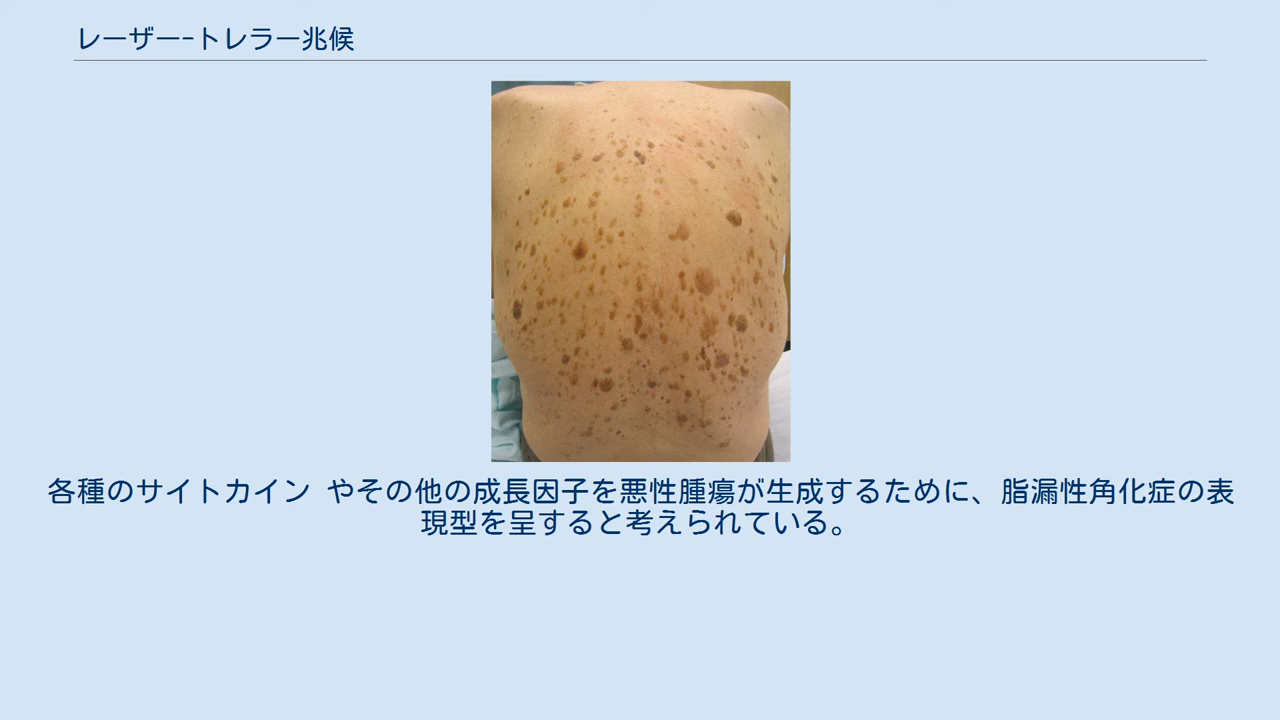 レーザー-トレラー兆候
各種のサイトカイン やその他の成長因子を悪性腫瘍が生成するために、脂漏性角化症の表
現型を呈すると考えられている。